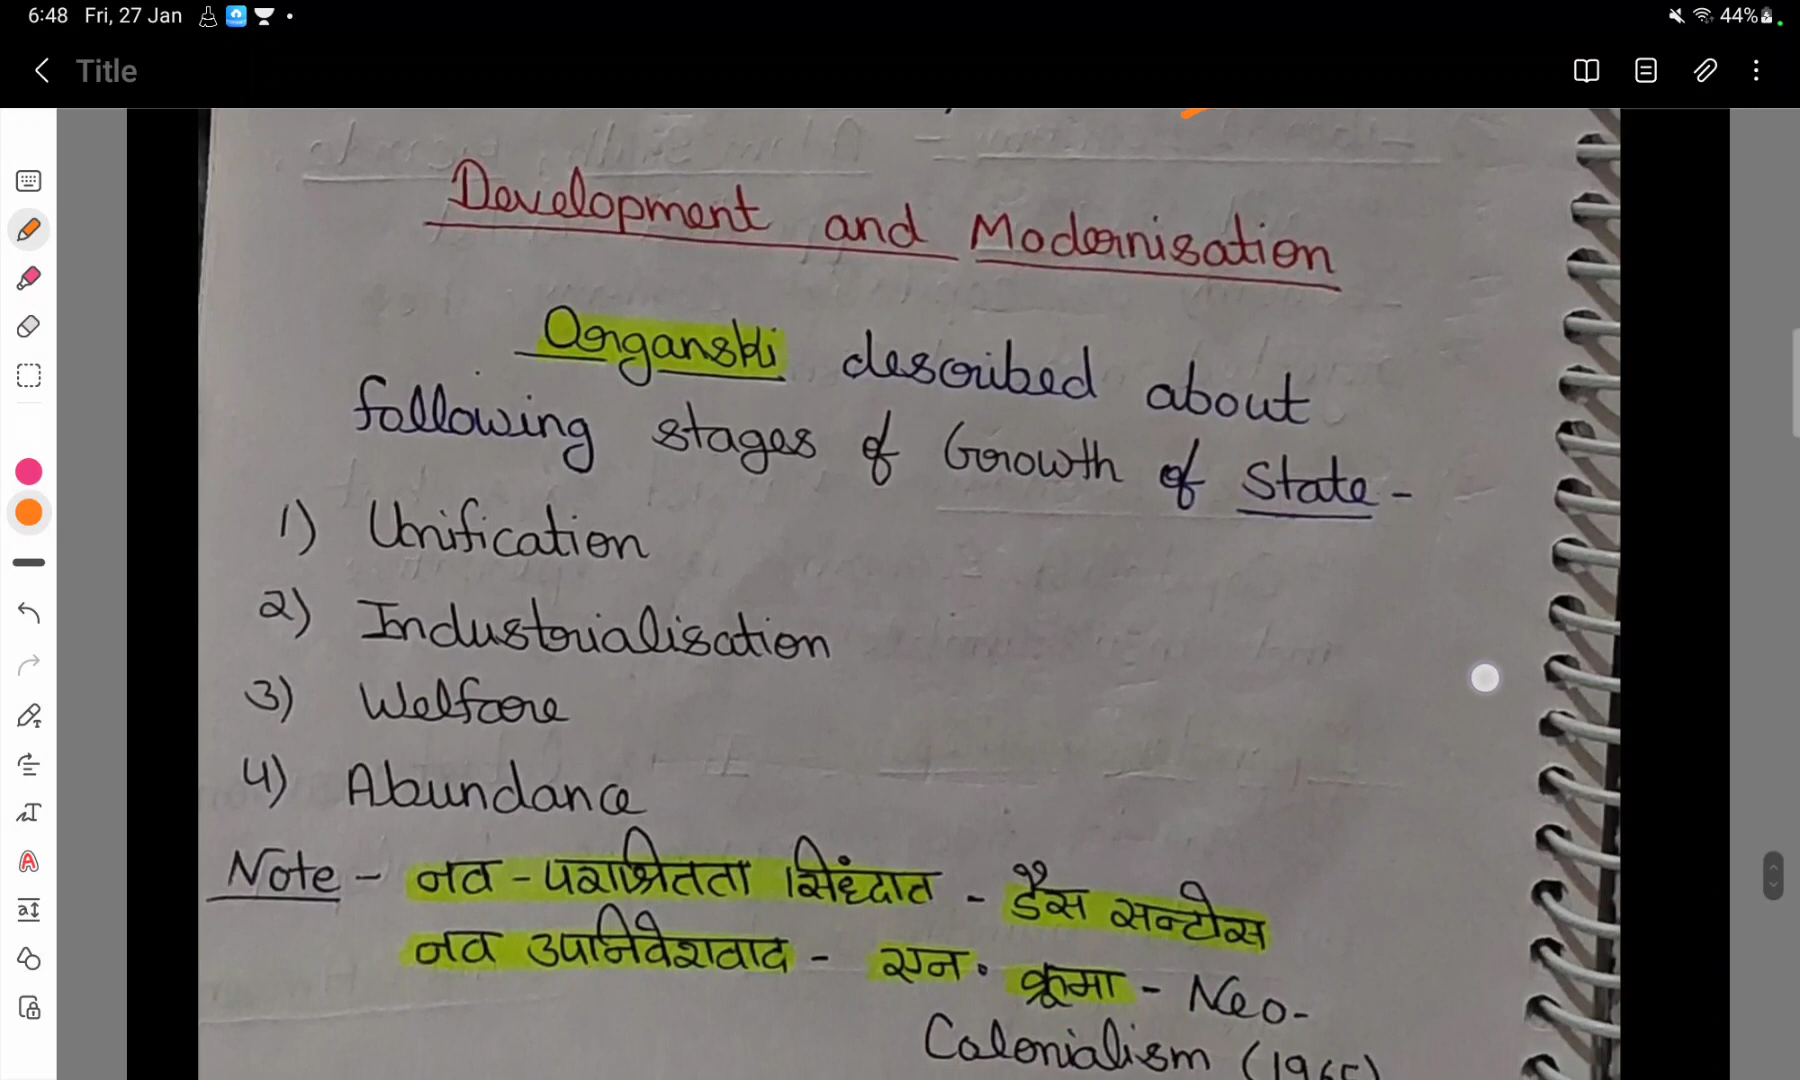 6:48 Fri, 27 Jan
44%
Title
Development and Modernisation
Organski described about
following stages of Growth of State -
1) Unification
2) Industrialisation
3) Welfare
4) Abundance
Note - नव - पराश्रितता सिंध्दात - डैस सन्टोस
नव उपनिवेशवाद - एन. क्रूमा - Neo-
Colonialism (1965)